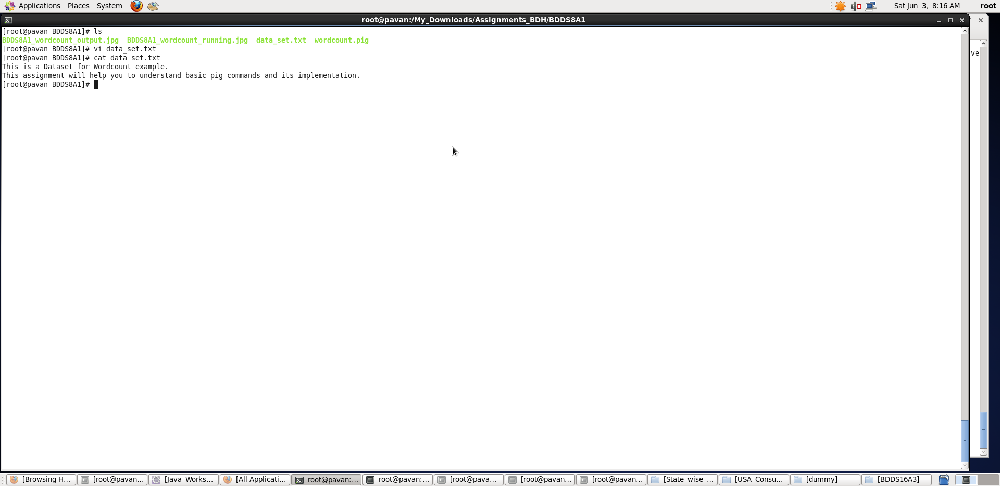 Applications Places System Sat Jun 3, 8:16 AM root
root@pavan:/My_Downloads/Assignments_BDH/BDDS8A1
[root@pavan BDDS8A1]# ls
BDDS8A1_wordcount_output.jpg BDDS8A1_wordcount_running.jpg data_set.txt wordcount.pig
[root@pavan BDDS8A1]# vi data_set.txt
[root@pavan BDDS8A1]# cat data_set.txt
This is a Dataset for Wordcount example.
This assignment will help you to understand basic pig commands and its implementation.
[root@pavan BDDS8A1]#
ve
[Browsing H... [root@pavan... [Java_Works... [All Applicati... root@pavan:... root@pavan:... [root@pava... [root@pavan... [root@pavan... [State_wise_... [USA_Consu... [dummy] [BDDS16A3]